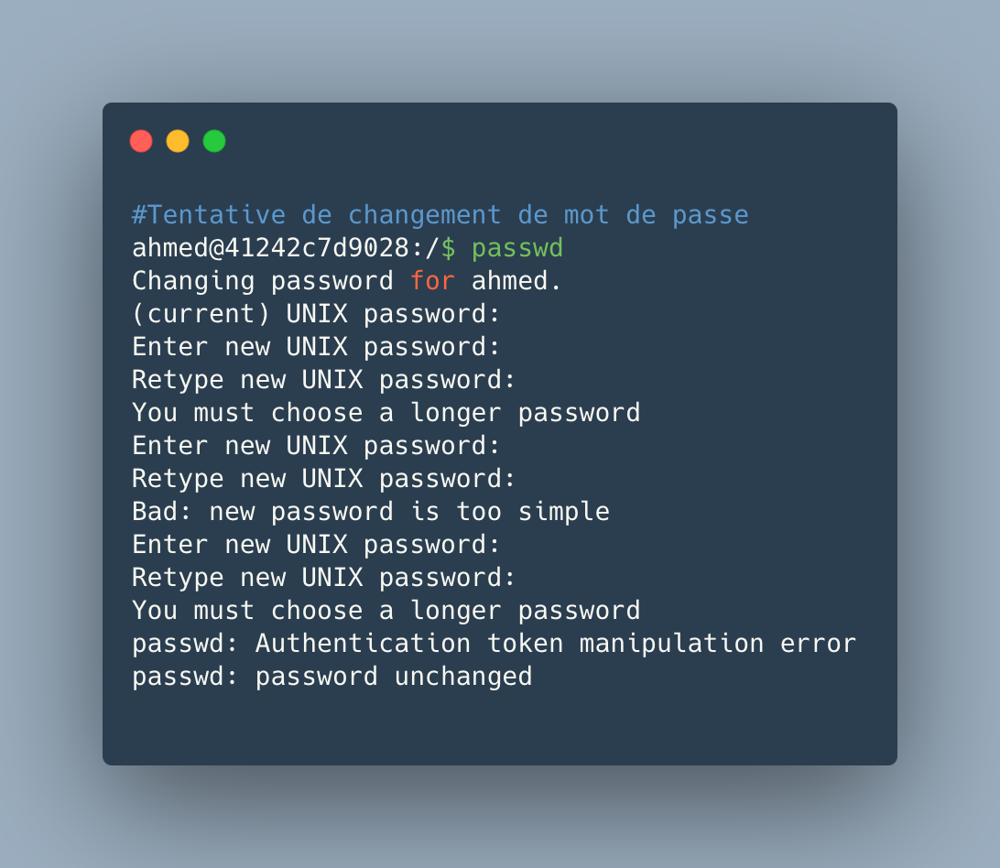 #Tentative de changement de mot de passe
ahmed@41242c7d9028:/$ passwd
Changing password for ahmed.
(current) UNIX password:
Enter new UNIX password:
Retype new UNIX password:
You must choose a longer password
Enter new UNIX password:
Retype new UNIX password:
Bad: new password is too simple
Enter new UNIX password:
Retype new UNIX password:
You must choose a longer password
passwd: Authentication token manipulation error
passwd: password unchanged